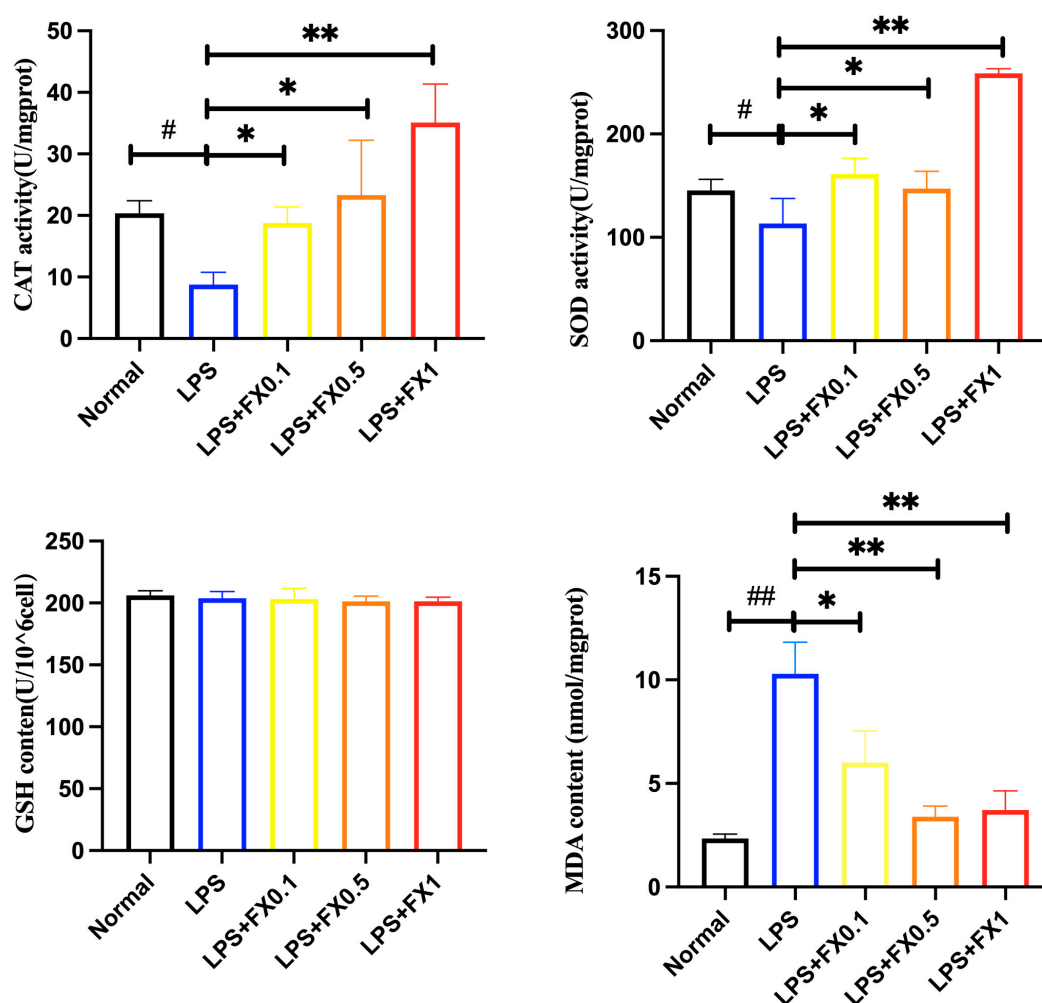 CAT activity(U/mgprot)
50
40
30
20
10
0
#
*
*
**
Normal
LPS
LPS+FX0.1
LPS+FX0.5
LPS+FX1
SOD activity(U/mgprot)
300
200
100
0
#
*
*
**
Normal
LPS
LPS+FX0.1
LPS+FX0.5
LPS+FX1
GSH conten(U/10^6cell)
250
200
150
100
50
0
Normal
LPS
LPS+FX0.1
LPS+FX0.5
LPS+FX1
MDA content (nmol/mgprot)
15
10
5
0
##
*
**
**
Normal
LPS
LPS+FX0.1
LPS+FX0.5
LPS+FX1